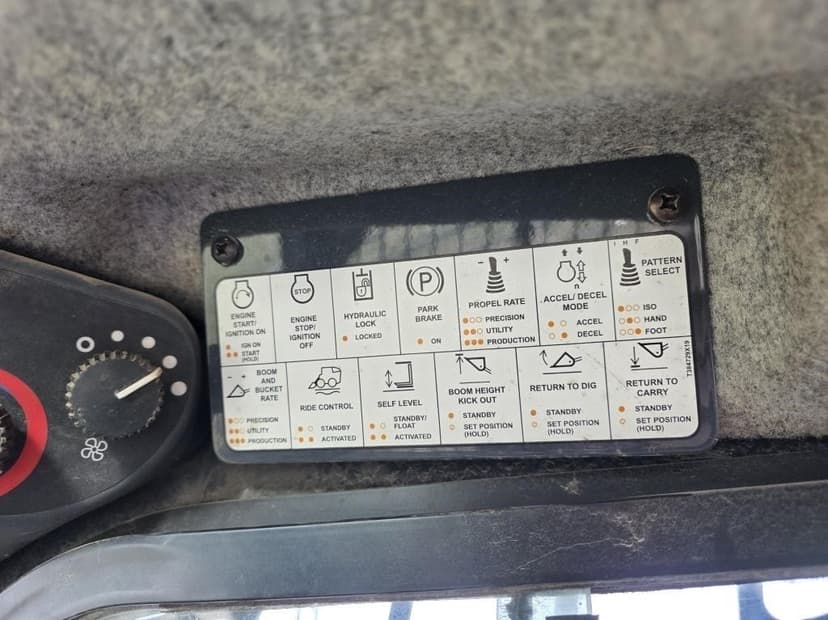 ENGINE
START/
IGNITION ON
IGN ON
START
(HOLD)
STOP
ENGINE
STOP/
IGNITION
OFF
HYDRAULIC
LOCK
LOCKED
P
PARK
BRAKE
ON
- +
PROPEL RATE
PRECISION
UTILITY
PRODUCTION
n
ACCEL/ DECEL
MODE
ACCEL
DECEL
I H F
PATTERN
SELECT
ISO
HAND
FOOT
- +
BOOM
AND
BUCKET
RATE
PRECISION
UTILITY
PRODUCTION
RIDE CONTROL
STANDBY
ACTIVATED
SELF LEVEL
STANDBY/
FLOAT
ACTIVATED
BOOM HEIGHT
KICK OUT
STANDBY
SET POSITION
(HOLD)
RETURN TO DIG
STANDBY
SET POSITION
(HOLD)
RETURN TO
CARRY
STANDBY
SET POSITION
(HOLD)